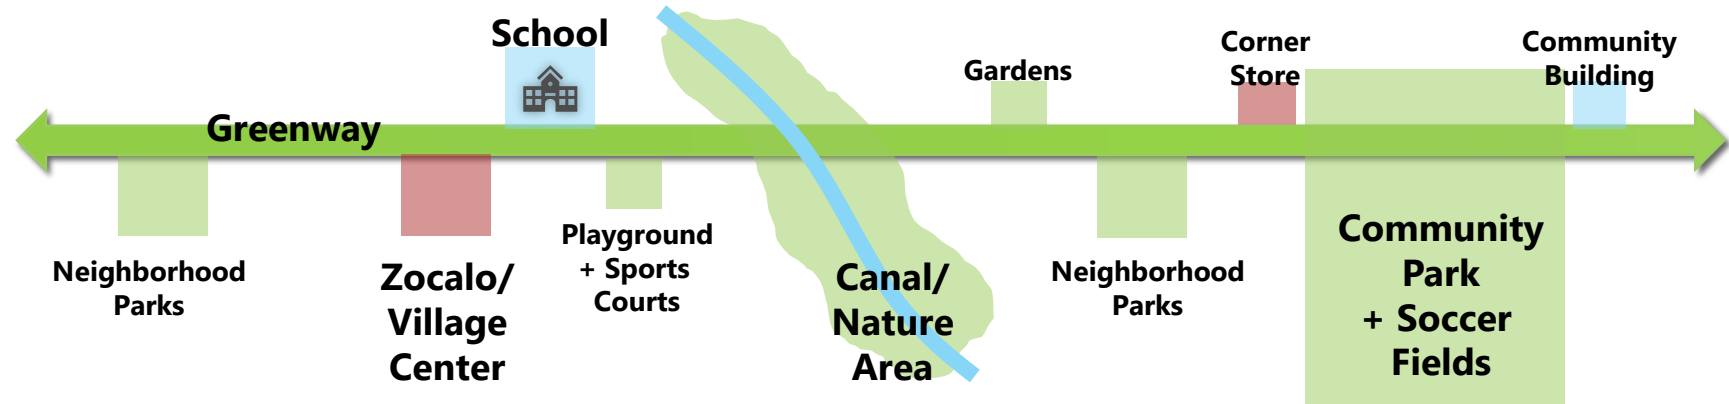 School
Greenway
Gardens
Corner
Store
Community
Building
Neighborhood
Parks
Zocalo/
Village
Center
Playground
+ Sports
Courts
Canal/
Nature
Area
Neighborhood
Parks
Community
Park
+ Soccer
Fields